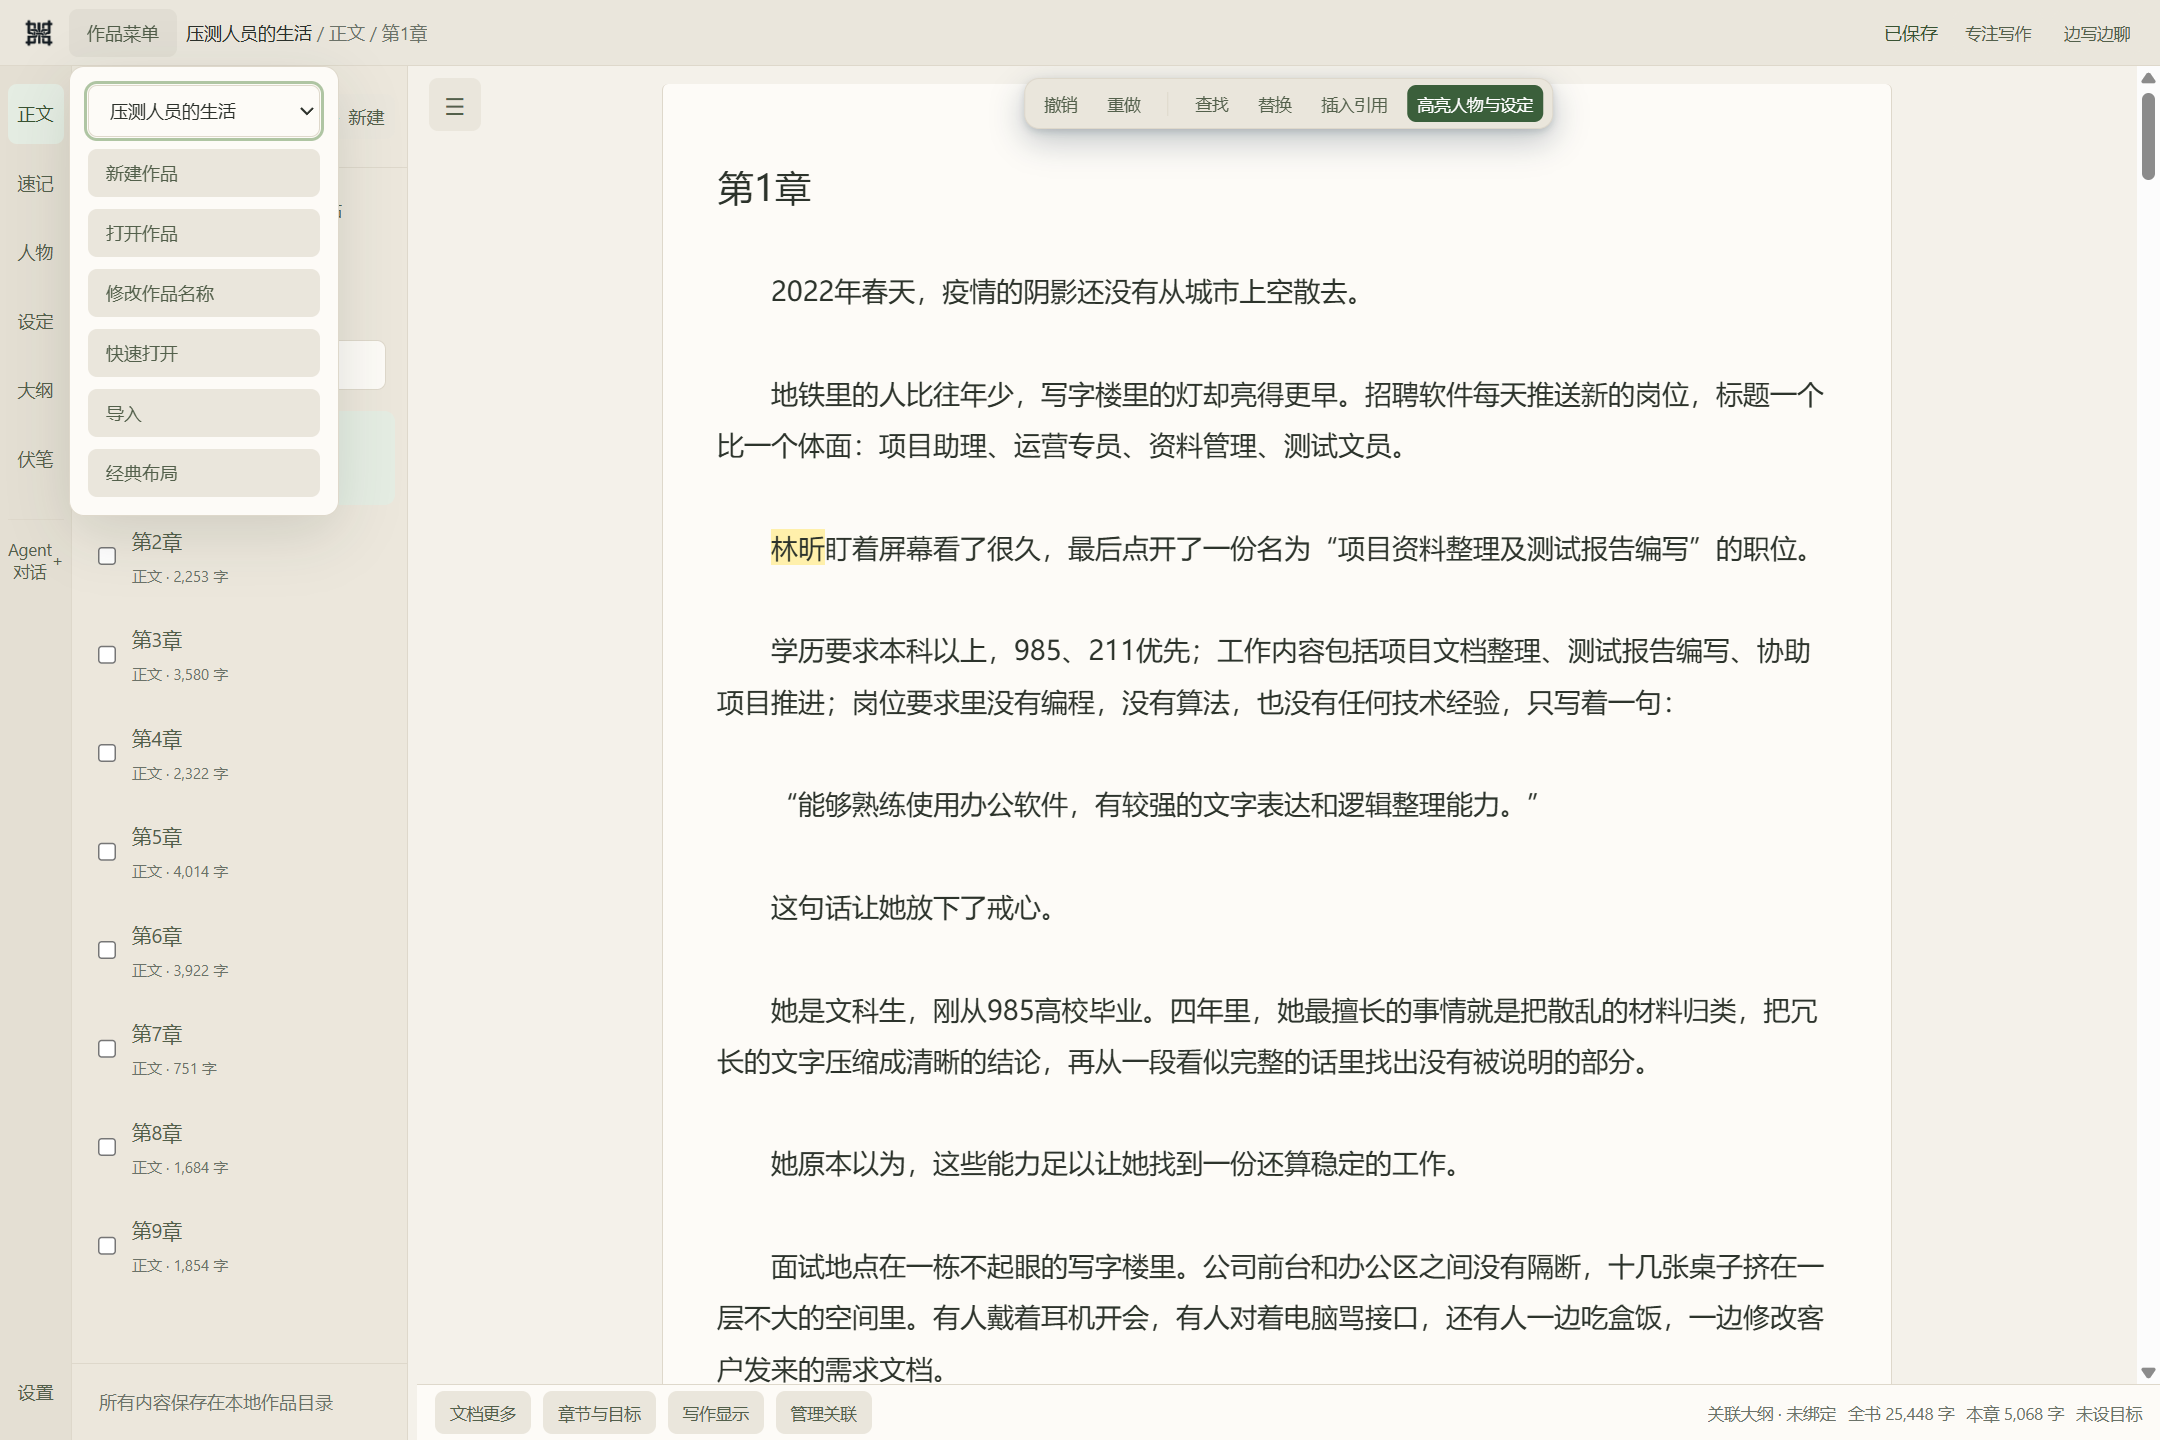 作品菜单 压测人员的生活 / 正文 / 第1章 已保存 专注写作 边写边聊
正文
速记
人物
设定
大纲
伏笔
Agent 对话 +
设置
压测人员的生活
新建作品
打开作品
修改作品名称
快速打开
导入
经典布局
新建
第2章
正文 · 2,253 字
第3章
正文 · 3,580 字
第4章
正文 · 2,322 字
第5章
正文 · 4,014 字
第6章
正文 · 3,922 字
第7章
正文 · 751 字
第8章
正文 · 1,684 字
第9章
正文 · 1,854 字
所有内容保存在本地作品目录
撤销 重做 查找 替换 插入引用 高亮人物与设定
第1章
2022年春天，疫情的阴影还没有从城市上空散去。
地铁里的人比往年少，写字楼里的灯却亮得更早。招聘软件每天推送新的岗位，标题一个
比一个体面：项目助理、运营专员、资料管理、测试文员。
林昕盯着屏幕看了很久，最后点开了一份名为“项目资料整理及测试报告编写”的职位。
学历要求本科以上，985、211优先；工作内容包括项目文档整理、测试报告编写、协助
项目推进；岗位要求里没有编程，没有算法，也没有任何技术经验，只写着一句：
“能够熟练使用办公软件，有较强的文字表达和逻辑整理能力。”
这句话让她放下了戒心。
她是文科生，刚从985高校毕业。四年里，她最擅长的事情就是把散乱的材料归类，把冗
长的文字压缩成清晰的结论，再从一段看似完整的话里找出没有被说明的部分。
她原本以为，这些能力足以让她找到一份还算稳定的工作。
面试地点在一栋不起眼的写字楼里。公司前台和办公区之间没有隔断，十几张桌子挤在一
层不大的空间里。有人戴着耳机开会，有人对着电脑骂接口，还有人一边吃盒饭，一边修改客
户发来的需求文档。
文档更多 章节与目标 写作显示 管理关联
关联大纲 · 未绑定 全书 25,448 字 本章 5,068 字 未设目标